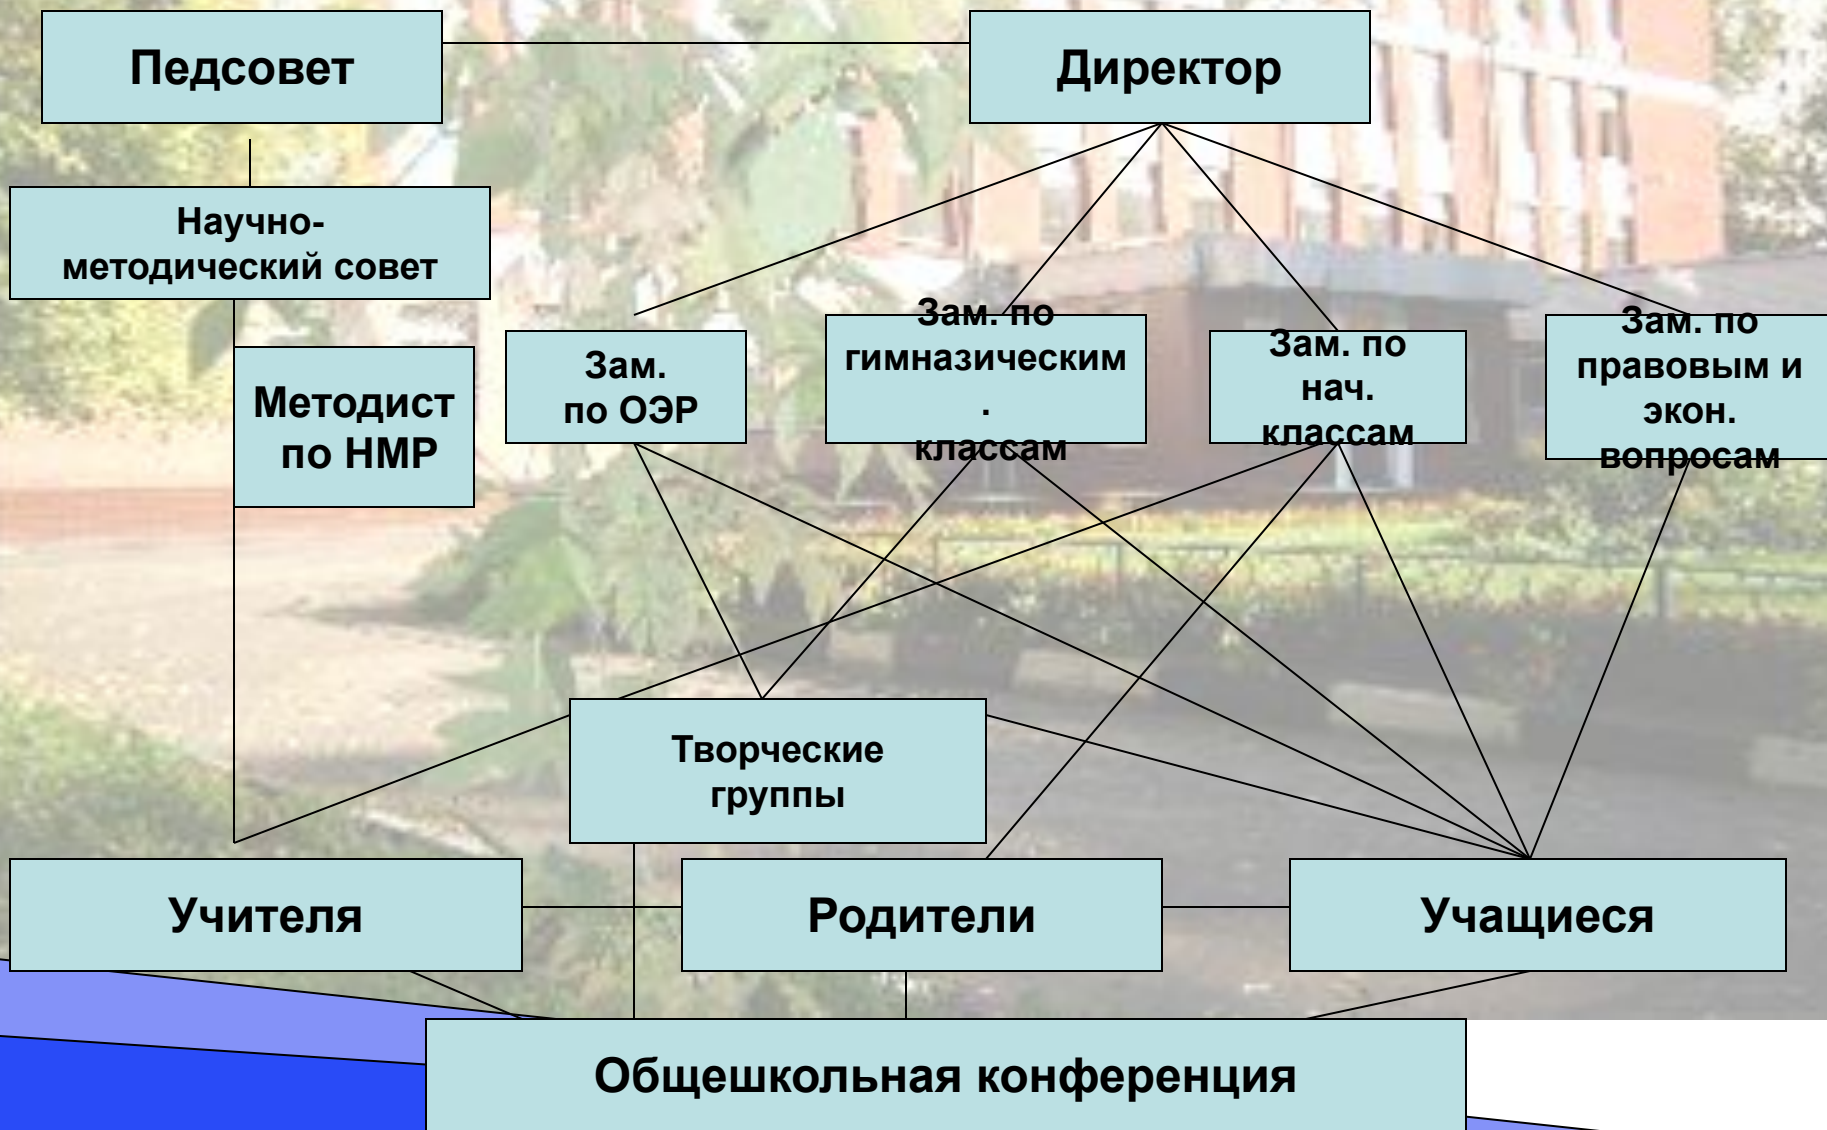 Педсовет
Директор
Научно-
методический совет
Методист
по НМР
Зам.
по ОЭР
Зам. по
гимназическим
.
классам
Зам. по
нач.
классам
Зам. по
правовым и
экон.
вопросам
Творческие
группы
Учителя
Родители
Учащиеся
Общешкольная конференция